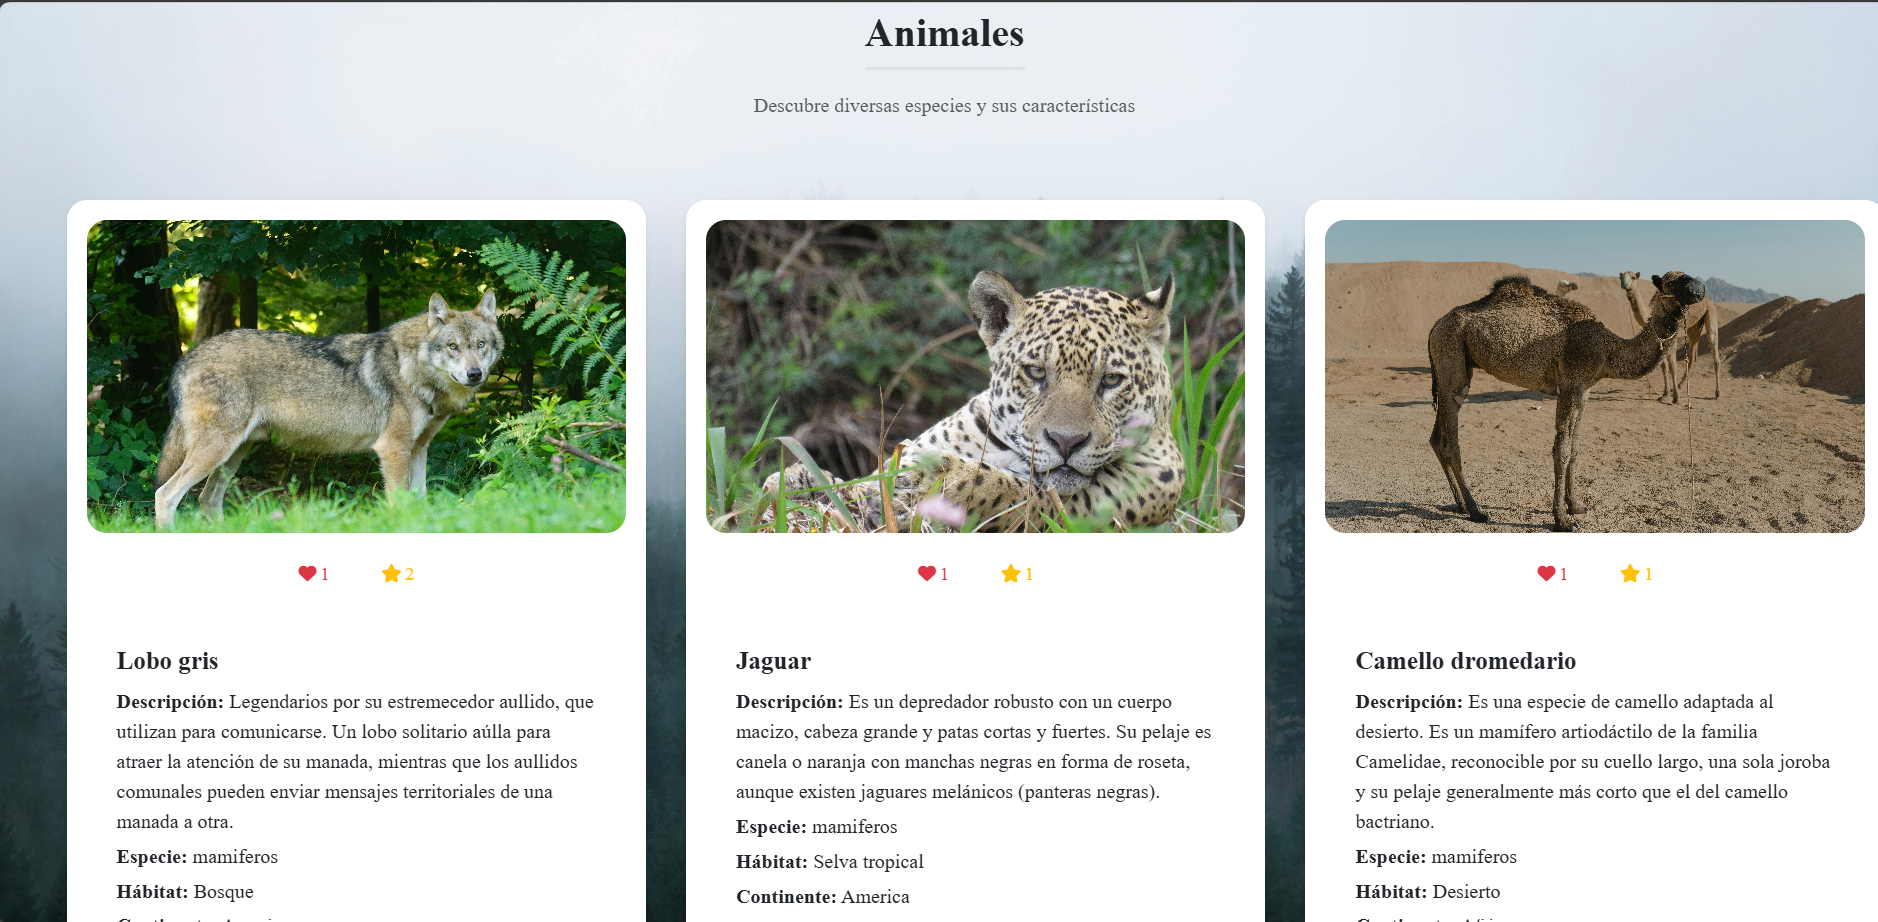 Animales
Descubre diversas especies y sus características
1 2
1 1
1 1
Lobo gris
Descripción: Legendarios por su estremecedor aullido, que
utilizan para comunicarse. Un lobo solitario aúlla para
atraer la atención de su manada, mientras que los aullidos
comunales pueden enviar mensajes territoriales de una
manada a otra.
Especie: mamiferos
Hábitat: Bosque
Jaguar
Descripción: Es un depredador robusto con un cuerpo
macizo, cabeza grande y patas cortas y fuertes. Su pelaje es
canela o naranja con manchas negras en forma de roseta,
aunque existen jaguares melánicos (panteras negras).
Especie: mamiferos
Hábitat: Selva tropical
Continente: America
Camello dromedario
Descripción: Es una especie de camello adaptada al
desierto. Es un mamífero artiodáctilo de la familia
Camelidae, reconocible por su cuello largo, una sola joroba
y su pelaje generalmente más corto que el del camello
bactriano.
Especie: mamiferos
Hábitat: Desierto